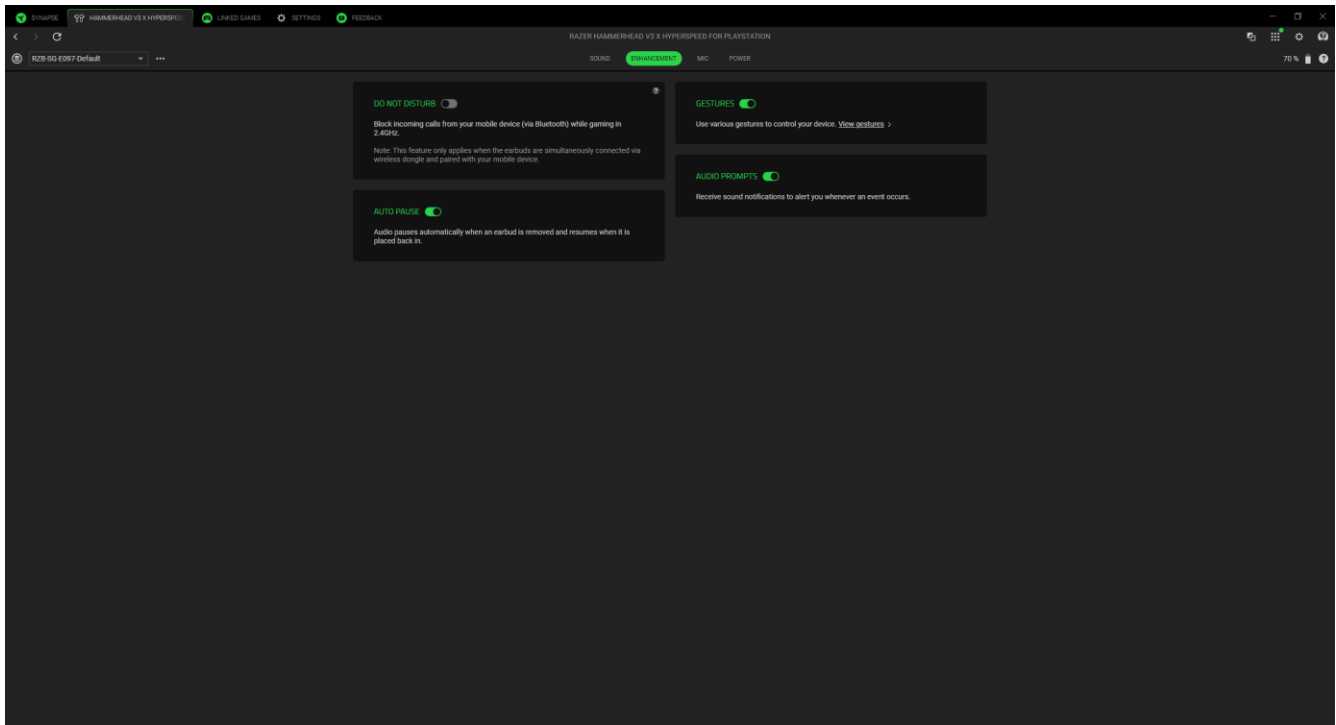 SYNAPSE
HAMMERHEAD V3 X HYPERSPEE
LINKED GAMES
SETTINGS
FEEDBACK
RAZER HAMMERHEAD V3 X HYPERSPEED FOR PLAYSTATION
RZB-SG-E097-Default
SOUND
ENHANCEMENT
MIC
POWER
70 %
DO NOT DISTURB
Block incoming calls from your mobile device (via Bluetooth) while gaming in
2.4GHz.
Note: This feature only applies when the earbuds are simultaneously connected via
wireless dongle and paired with your mobile device.
AUTO PAUSE
Audio pauses automatically when an earbud is removed and resumes when it is
placed back in.
GESTURES
Use various gestures to control your device. View gestures >
AUDIO PROMPTS
Receive sound notifications to alert you whenever an event occurs.